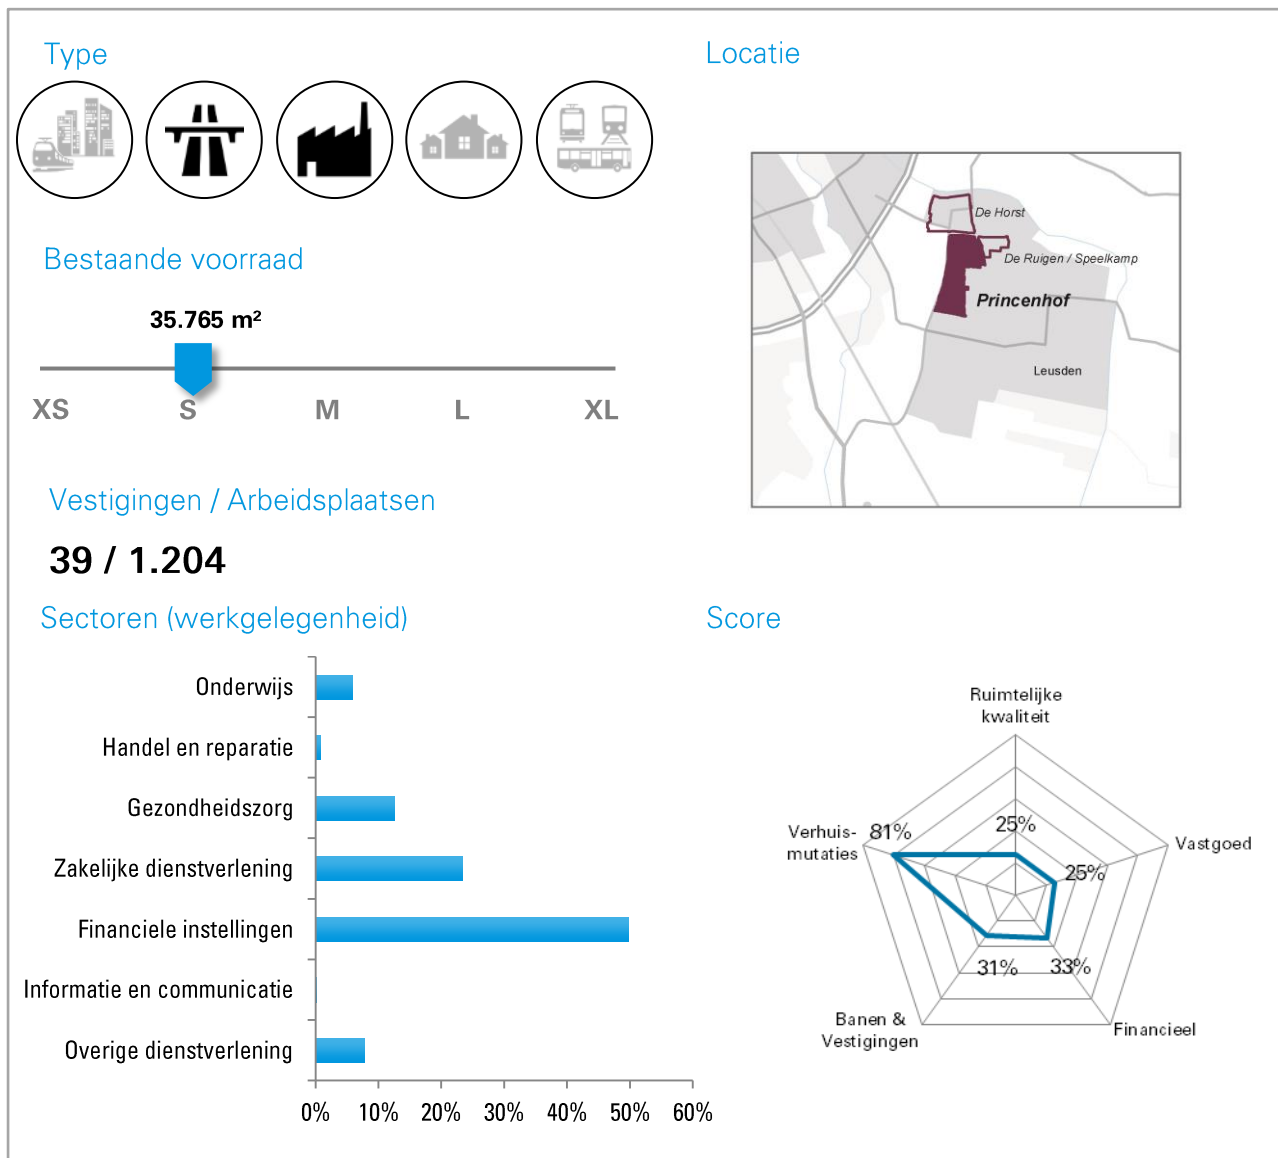 Type
Locatie
De Horst
De Ruigen / Speelkamp
Princenhof
Leusden
Bestaande voorraad
35.765 m²
XS S M L XL
Vestigingen / Arbeidsplaatsen
39 / 1.204
Sectoren (werkgelegenheid)
Onderwijs
Handel en reparatie
Gezondheidszorg
Zakelijke dienstverlening
Financiele instellingen
Informatie en communicatie
Overige dienstverlening
0% 10% 20% 30% 40% 50% 60%
Score
Ruimtelijke
kwaliteit
25%
Vastgoed
25%
Financieel
33%
Banen &
Vestigingen
31%
Verhuis-
mutaties
81%